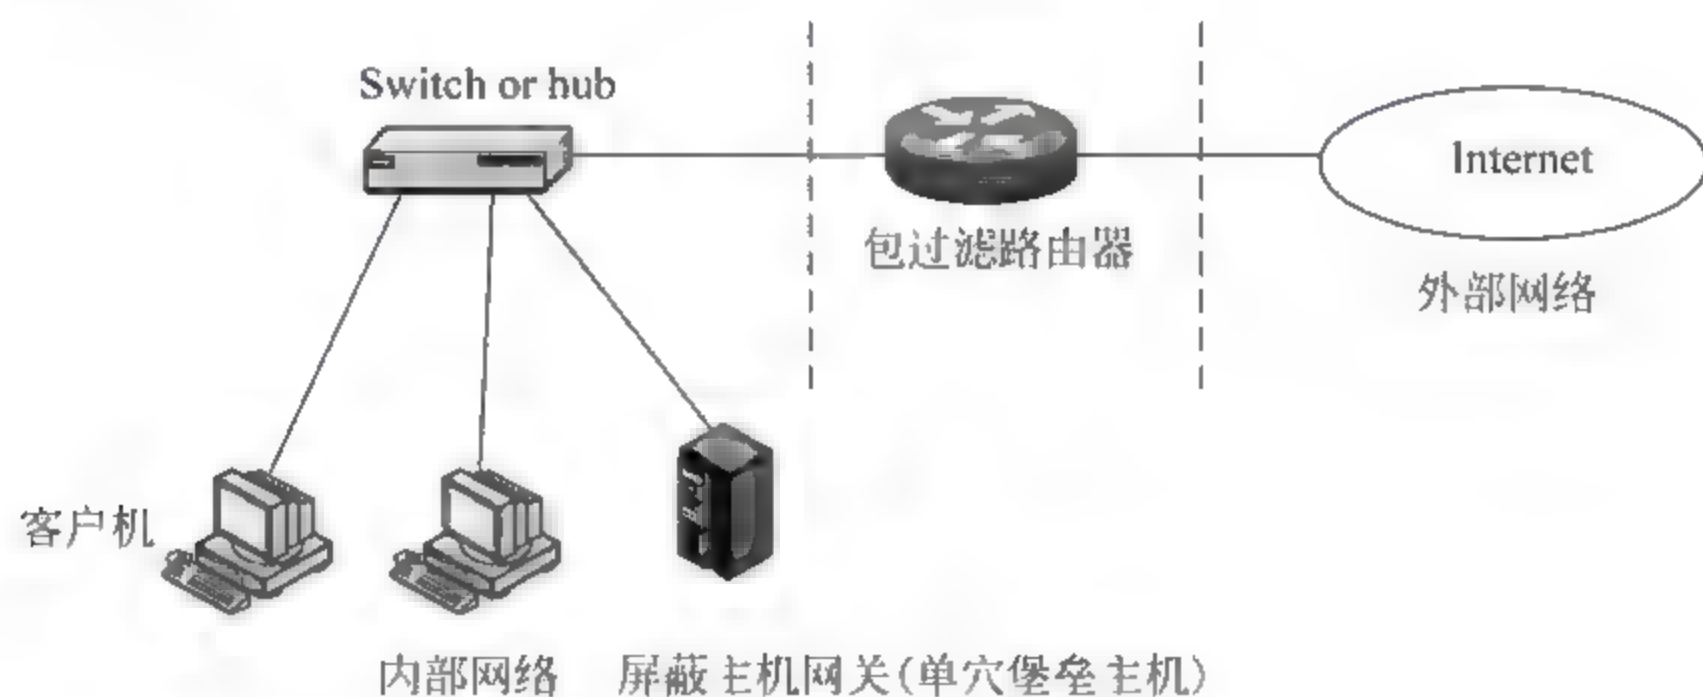 Switch or hub
Internet
包过滤路由器
外部网络
客户机
内部网络
屏蔽主机网关(单穴堡垒主机)